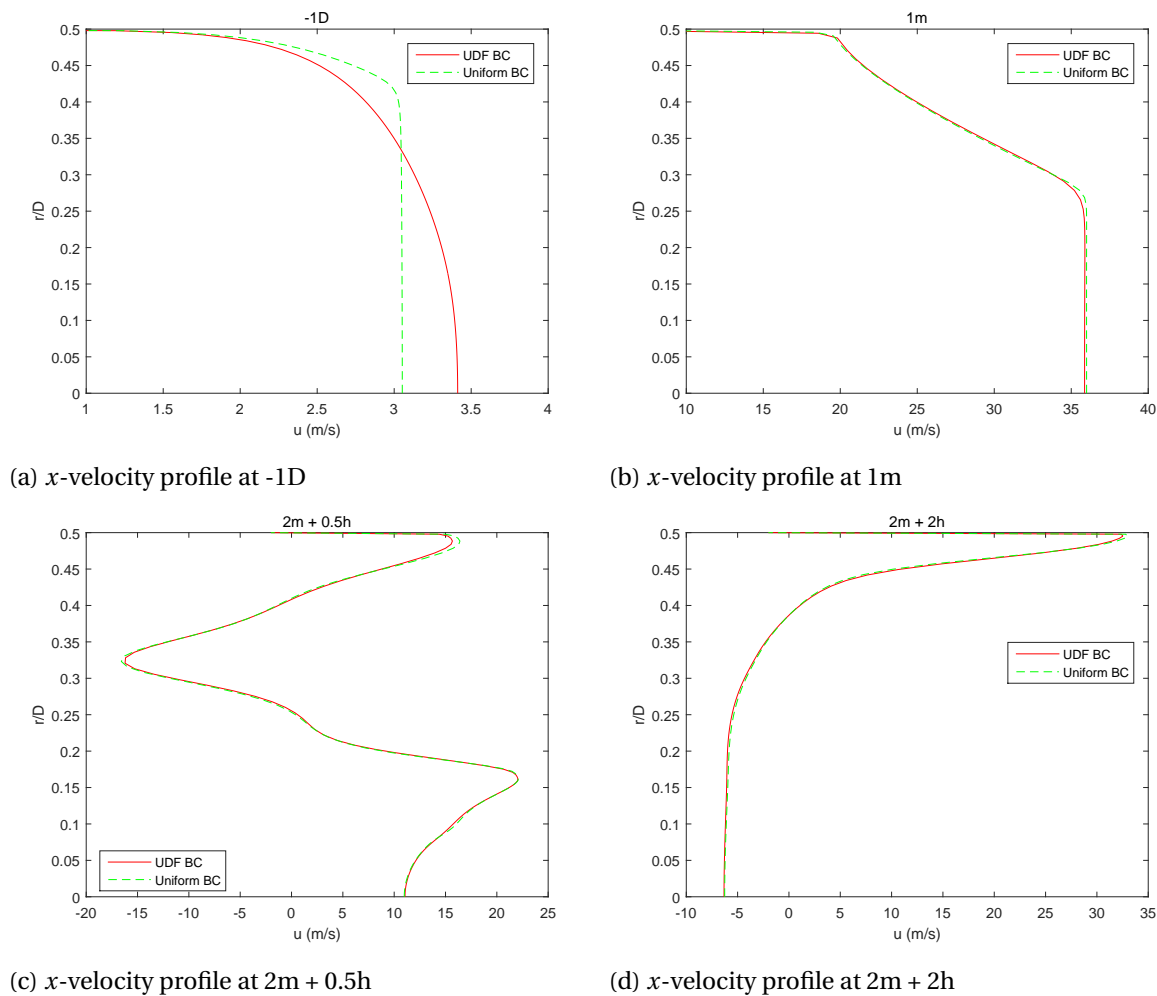 -1D
0.5
0.45
0.4
0.35
0.3
0.25
0.2
0.15
0.1
0.05
0
r/D
UDF BC
Uniform BC
1 1.5 2 2.5 3 3.5 4
u (m/s)
(a) x-velocity profile at -1D
1m
0.5
0.45
0.4
0.35
0.3
0.25
0.2
0.15
0.1
0.05
0
r/D
UDF BC
Uniform BC
10 15 20 25 30 35 40
u (m/s)
(b) x-velocity profile at 1m
2m + 0.5h
0.5
0.45
0.4
0.35
0.3
0.25
0.2
0.15
0.1
0.05
0
r/D
UDF BC
Uniform BC
-20 -15 -10 -5 0 5 10 15 20 25
u (m/s)
(c) x-velocity profile at 2m + 0.5h
2m + 2h
0.5
0.45
0.4
0.35
0.3
0.25
0.2
0.15
0.1
0.05
0
r/D
UDF BC
Uniform BC
-10 -5 0 5 10 15 20 25 30 35
u (m/s)
(d) x-velocity profile at 2m + 2h